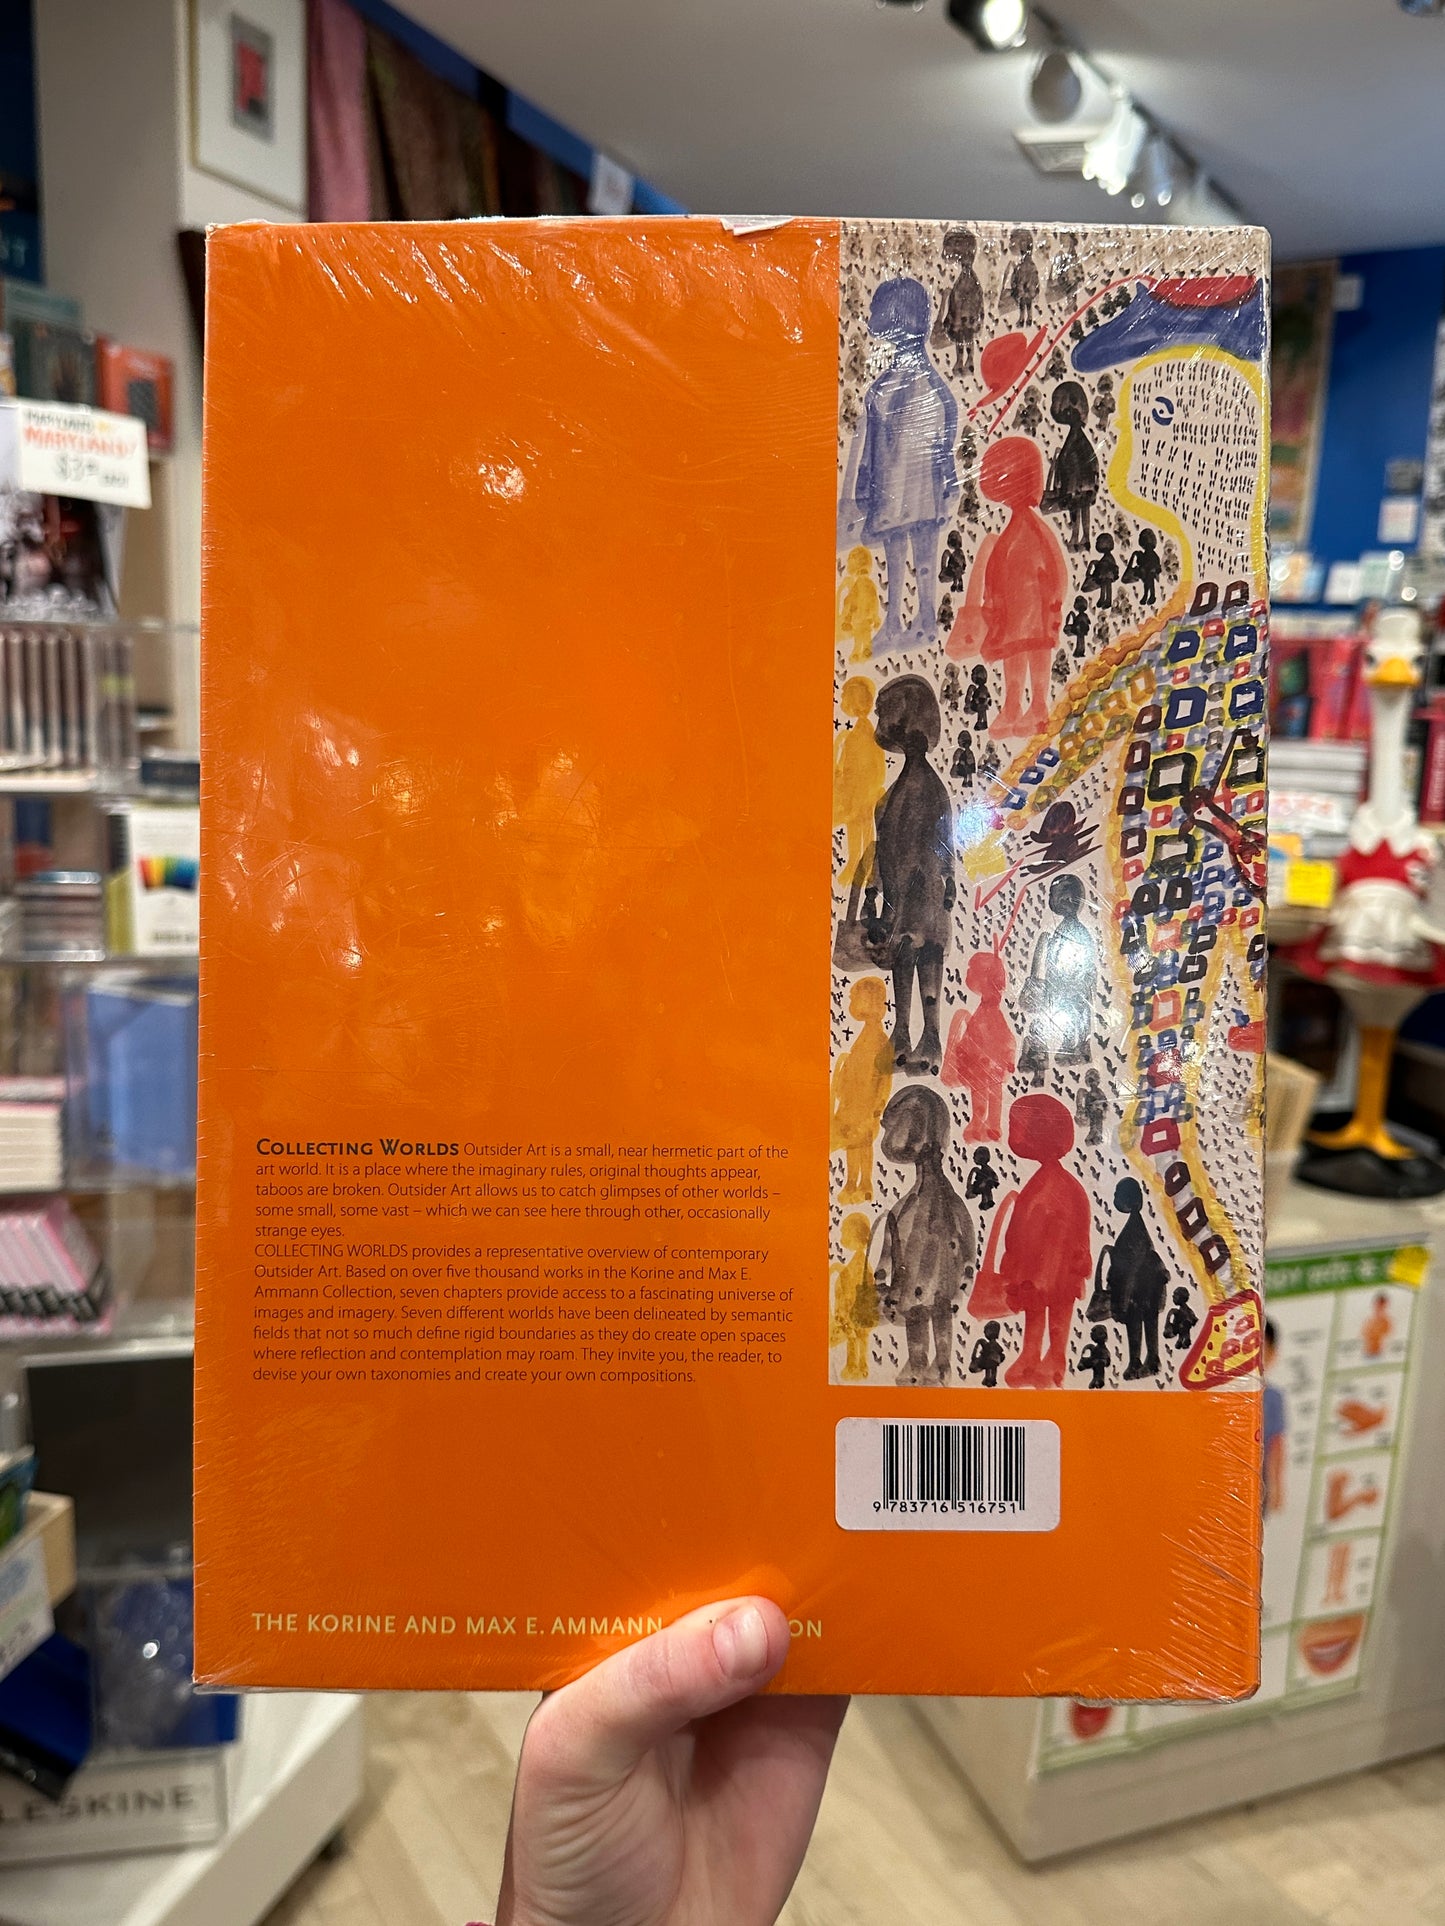 MARYLAND MY
MARYLAND!
COLLECTING WORLDS Outsider Art is a small, near hermetic part of the
art world. It is a place where the imaginary rules, original thoughts appear,
taboos are broken. Outsider Art allows us to catch glimpses of other worlds –
some small, some vast – which we can see here through other, occasionally
strange eyes.
COLLECTING WORLDS provides a representative overview of contemporary
Outsider Art. Based on over five thousand works in the Korine and Max E.
Ammann Collection, seven chapters provide access to a fascinating universe of
images and imagery. Seven different worlds have been delineated by semantic
fields that not so much define rigid boundaries as they do create open spaces
where reflection and contemplation may roam. They invite you, the reader, to
devise your own taxonomies and create your own compositions.
9 783716 516751
THE KORINE AND MAX E. AMMANN
LESKINE